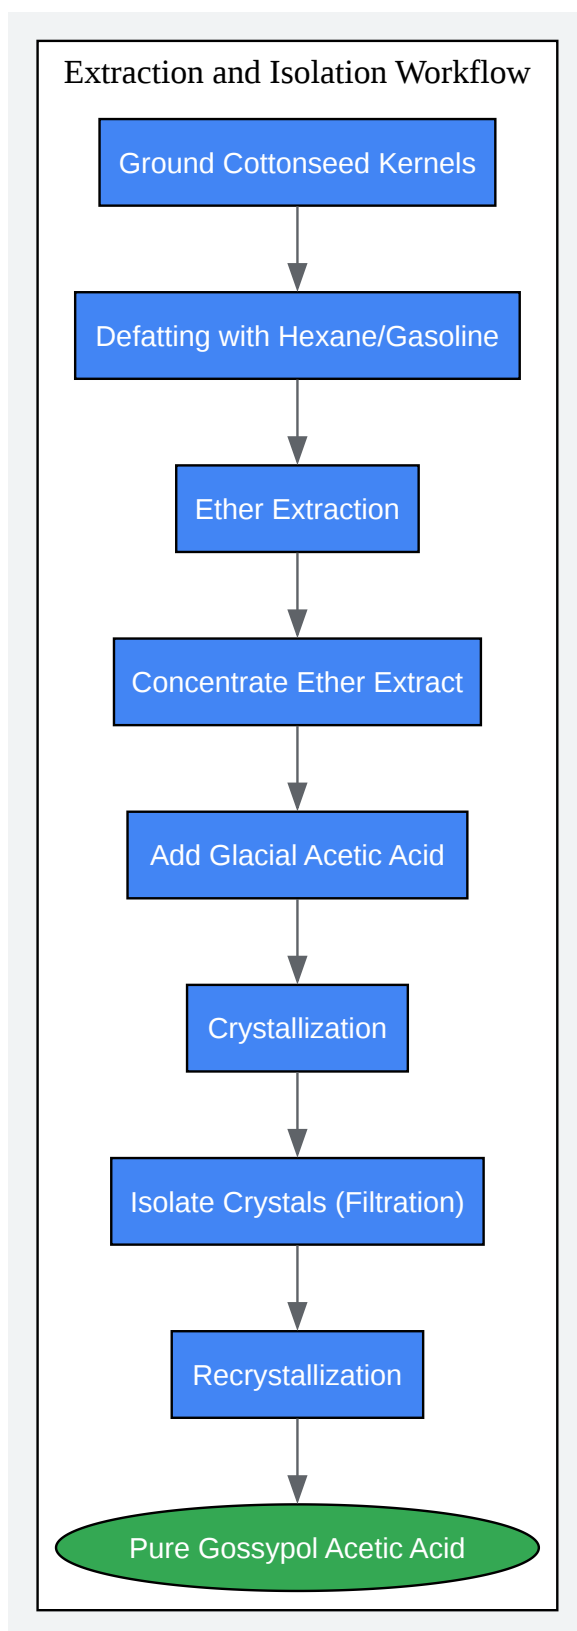 Extraction and Isolation Workflow
Ground Cottonseed Kernels
Defatting with Hexane/Gasoline
Ether Extraction
Concentrate Ether Extract
Add Glacial Acetic Acid
Crystallization
Isolate Crystals (Filtration)
Recrystallization
Pure Gossypol Acetic Acid